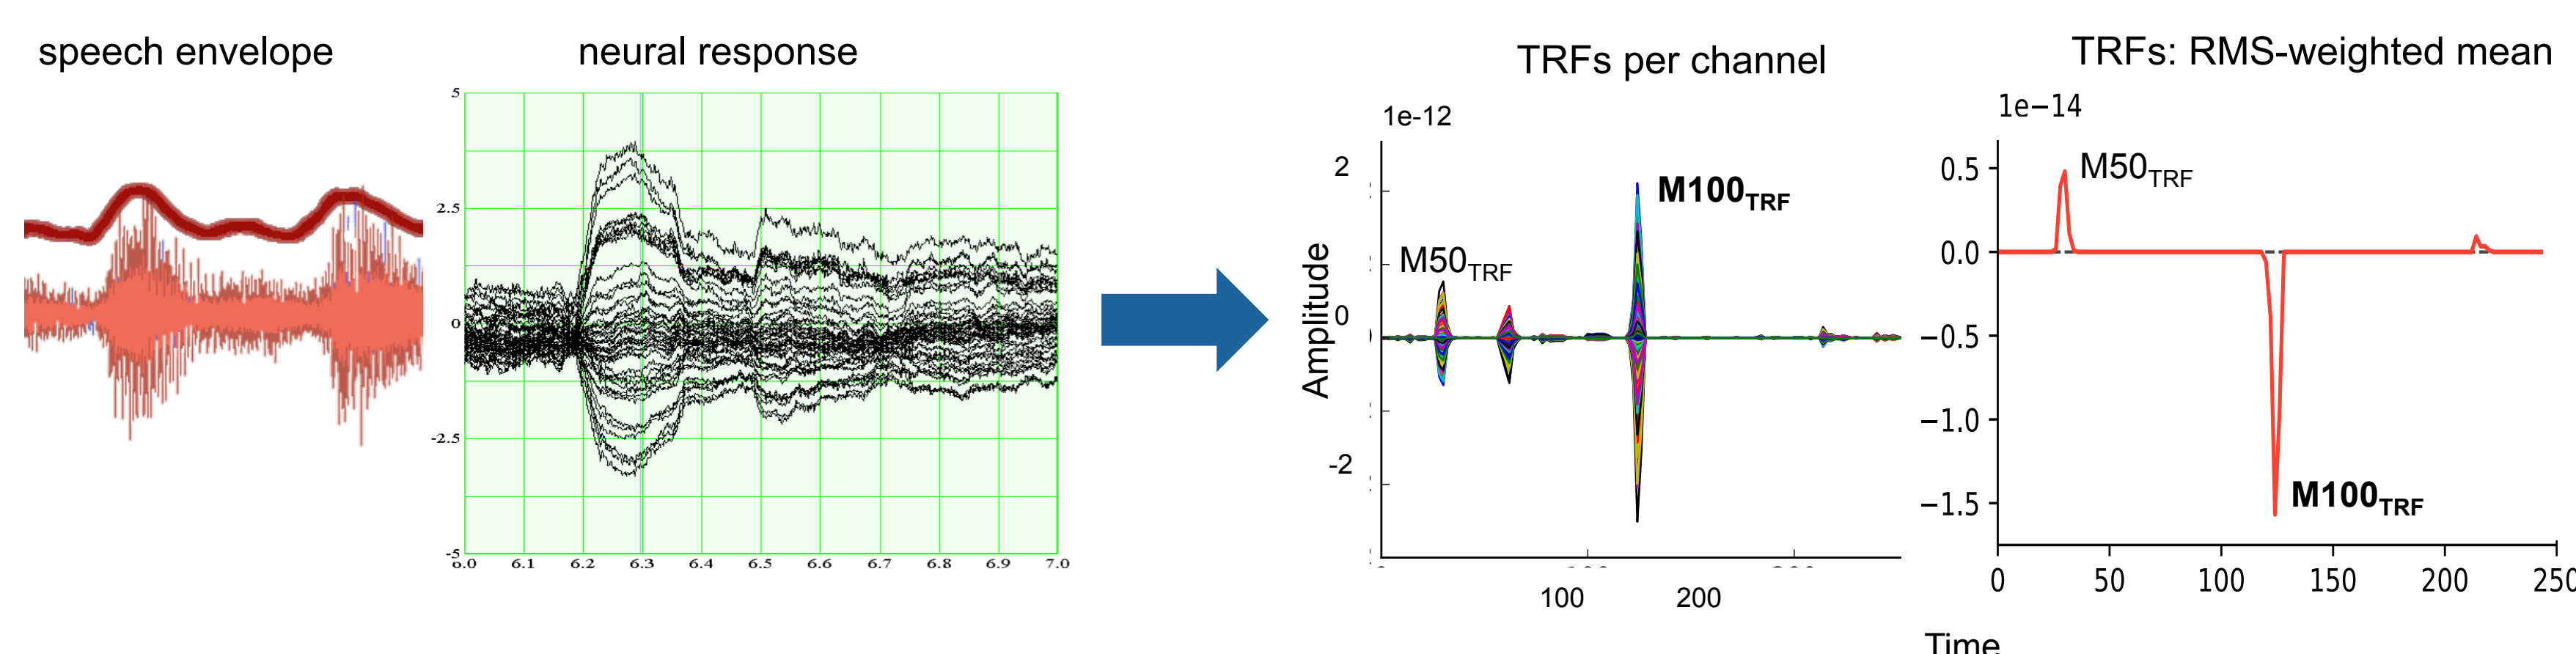 speech envelope
neural response
TRFs per channel
TRFs: RMS-weighted mean
5
2.5
0
-2.5
-5
6.0 6.1 6.2 6.3 6.4 6.5 6.6 6.7 6.8 6.9 7.0
1e-12
2
0
-2
Amplitude
M50TRF
M100TRF
100 200
1e−14
0.5
0.0
−0.5
−1.0
−1.5
M50TRF
M100TRF
0 50 100 150 200 250
Time